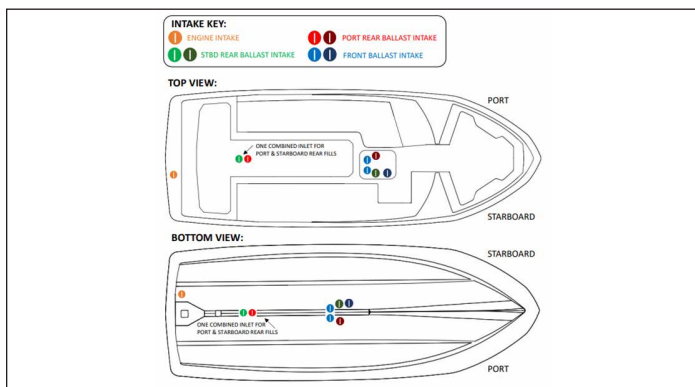 INTAKE KEY:
ENGINE INTAKE
PORT REAR BALLAST INTAKE
STBD REAR BALLAST INTAKE
FRONT BALLAST INTAKE
TOP VIEW:
PORT
ONE COMBINED INLET FOR
PORT & STARBOARD REAR FILLS
STARBOARD
BOTTOM VIEW:
STARBOARD
ONE COMBINED INLET FOR
PORT & STARBOARD REAR FILLS
PORT